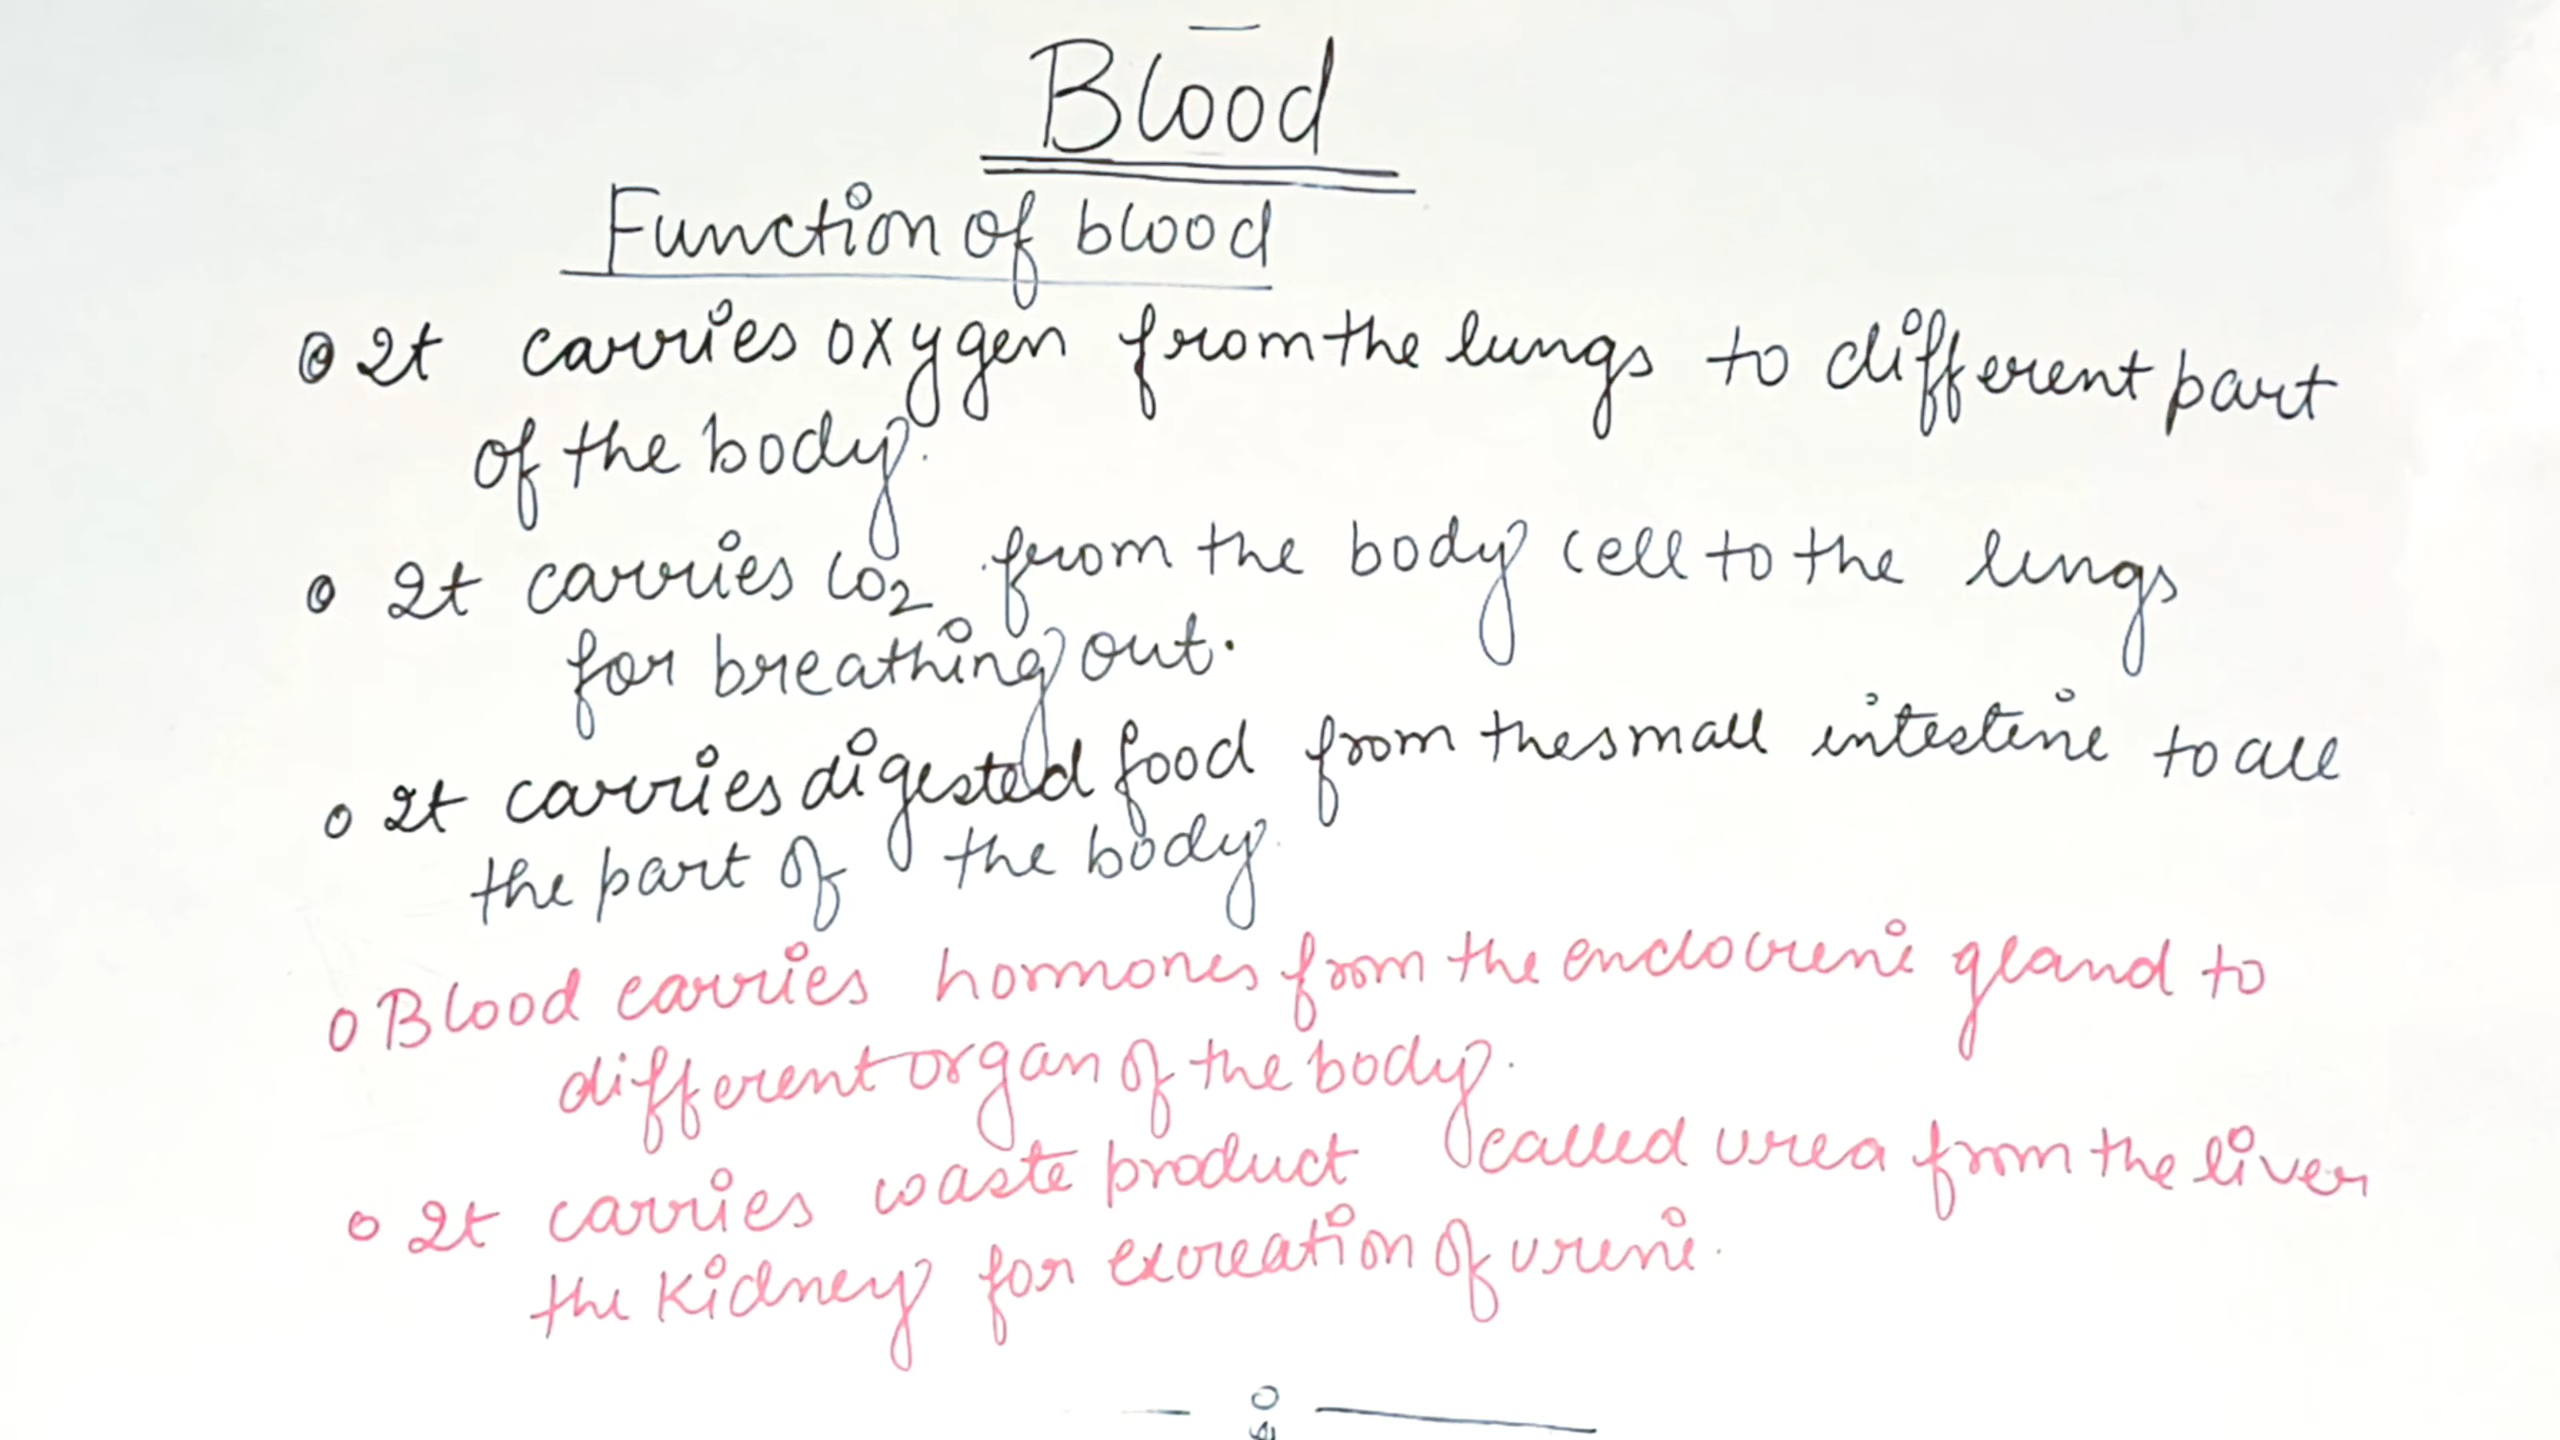 Blood
Function of blood
It carries oxygen from the lungs to different part
of the body.
It carries CO2 from the body cell to the lungs
for breathing out.
It carries digested food from the small intestine to all
the part of the body.
Blood carries hormones from the endocrine gland to
different organ of the body.
It carries waste product called urea from the liver
the kidney for excreation of urine.